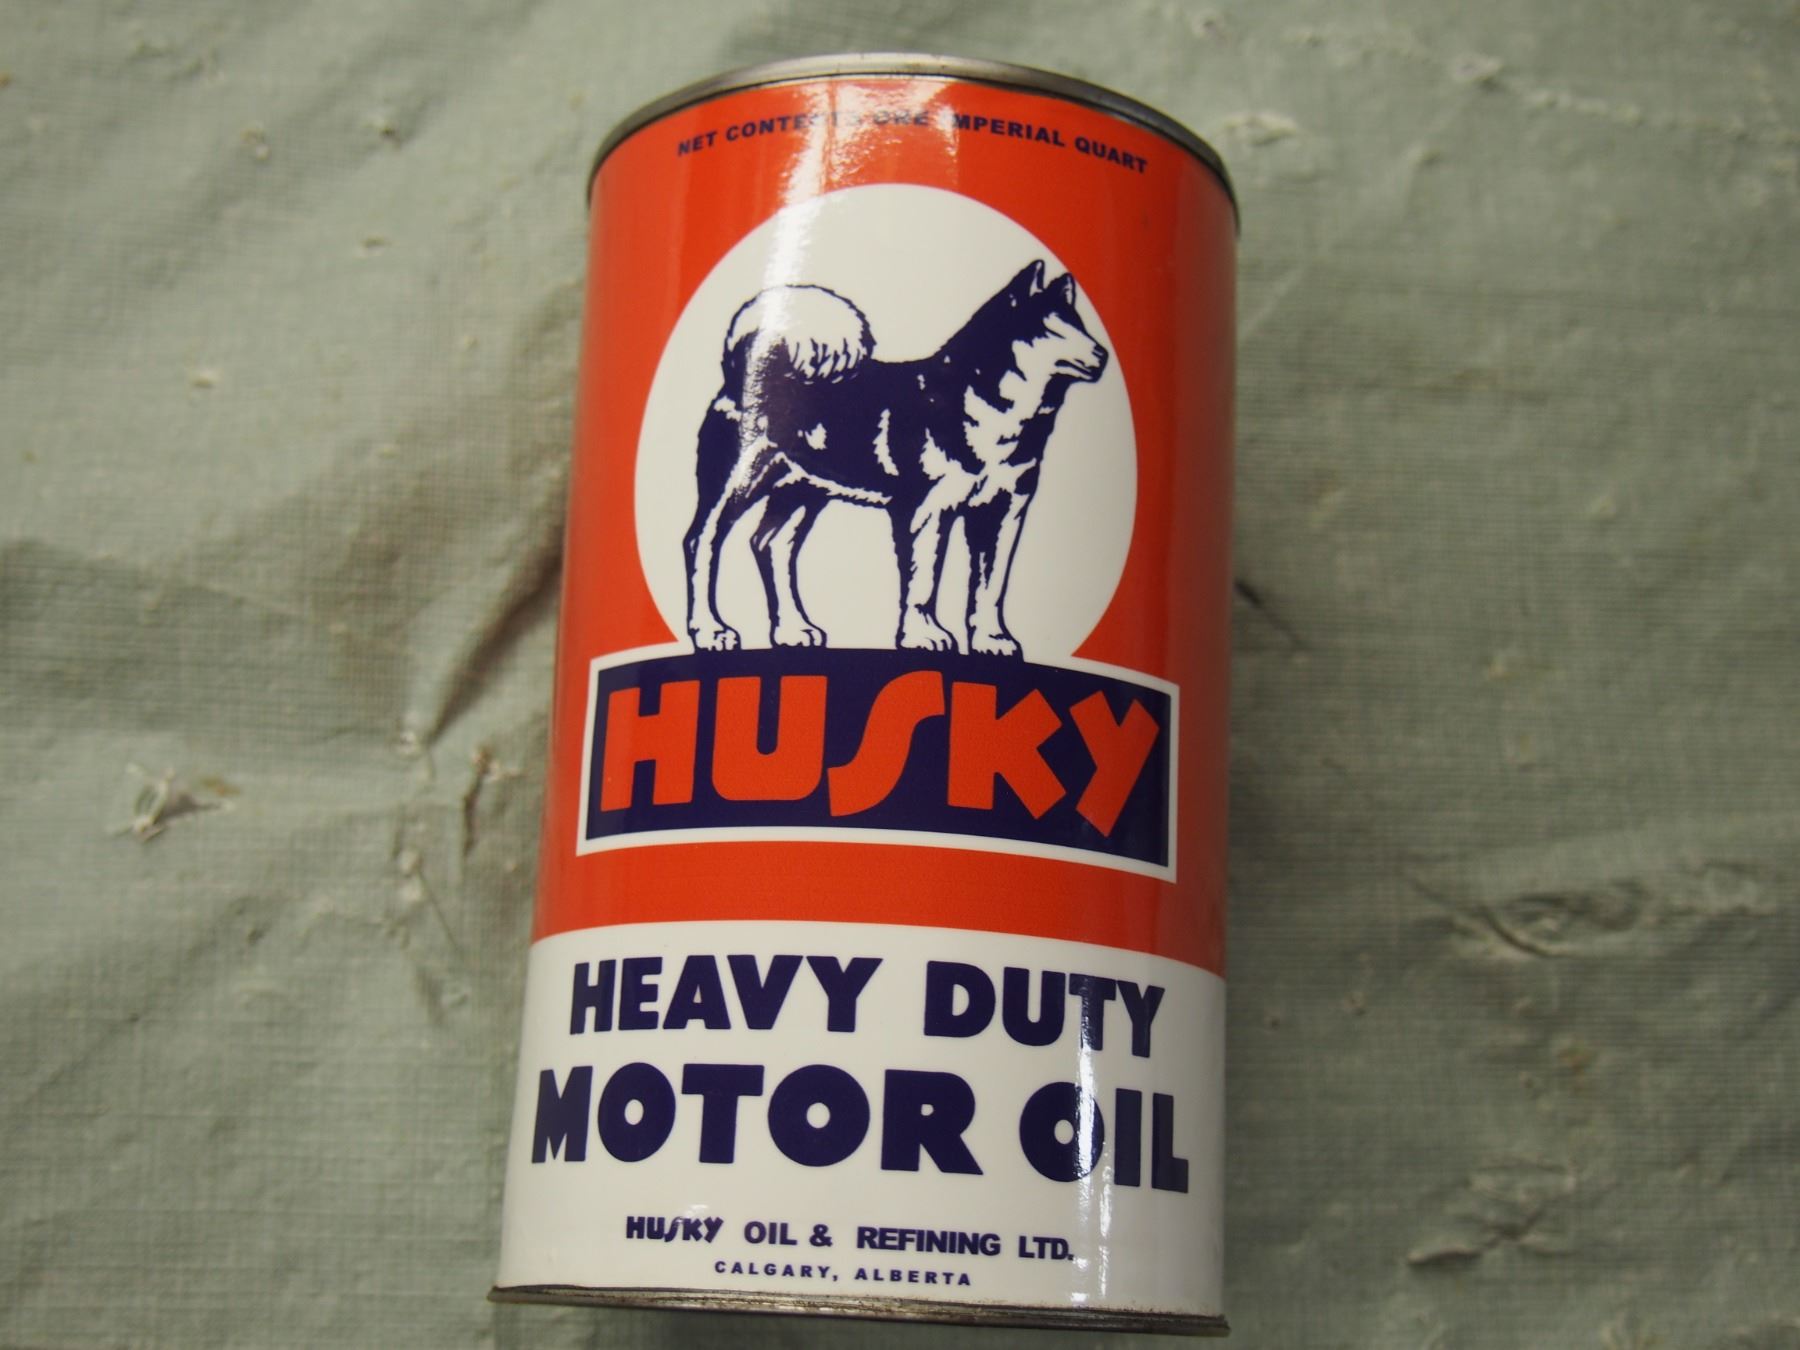 NET CONTENTS ONE IMPERIAL QUART
HUSKY
HEAVY DUTY
MOTOR OIL
HUSKY OIL & REFINING LTD.
CALGARY, ALBERTA